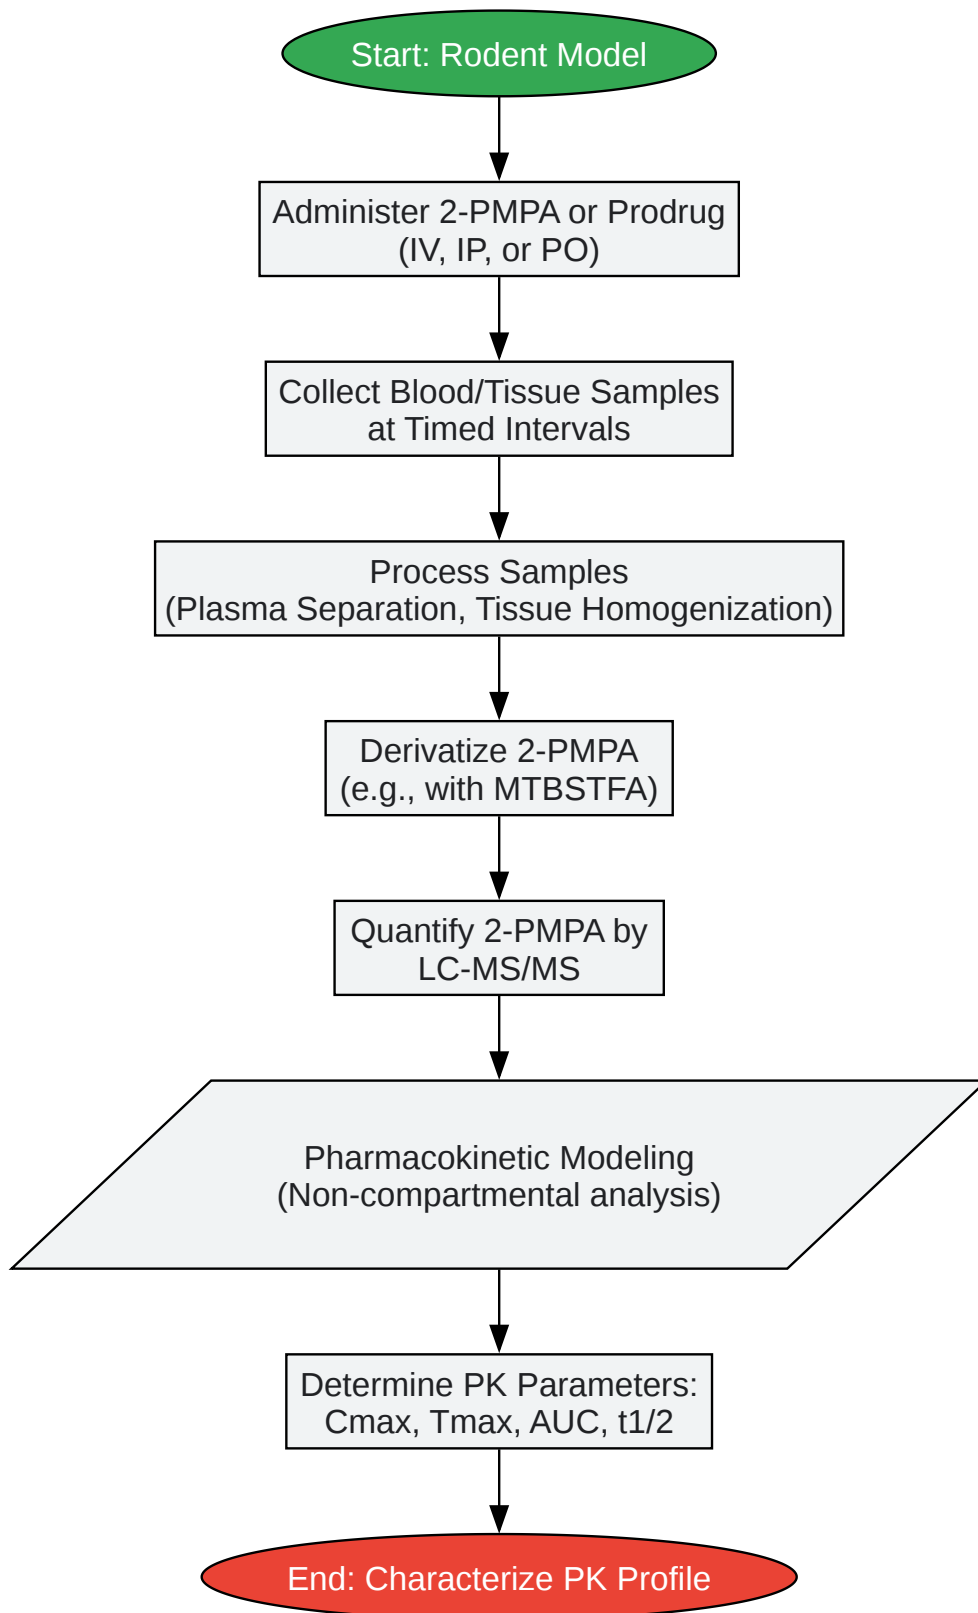 Start: Rodent Model
Administer 2-PMPA or Prodrug
(IV, IP, or PO)
Collect Blood/Tissue Samples
at Timed Intervals
Process Samples
(Plasma Separation, Tissue Homogenization)
Derivatize 2-PMPA
(e.g., with MTBSTFA)
Quantify 2-PMPA by
LC-MS/MS
Pharmacokinetic Modeling
(Non-compartmental analysis)
Determine PK Parameters:
Cmax, Tmax, AUC, t1/2
End: Characterize PK Profile